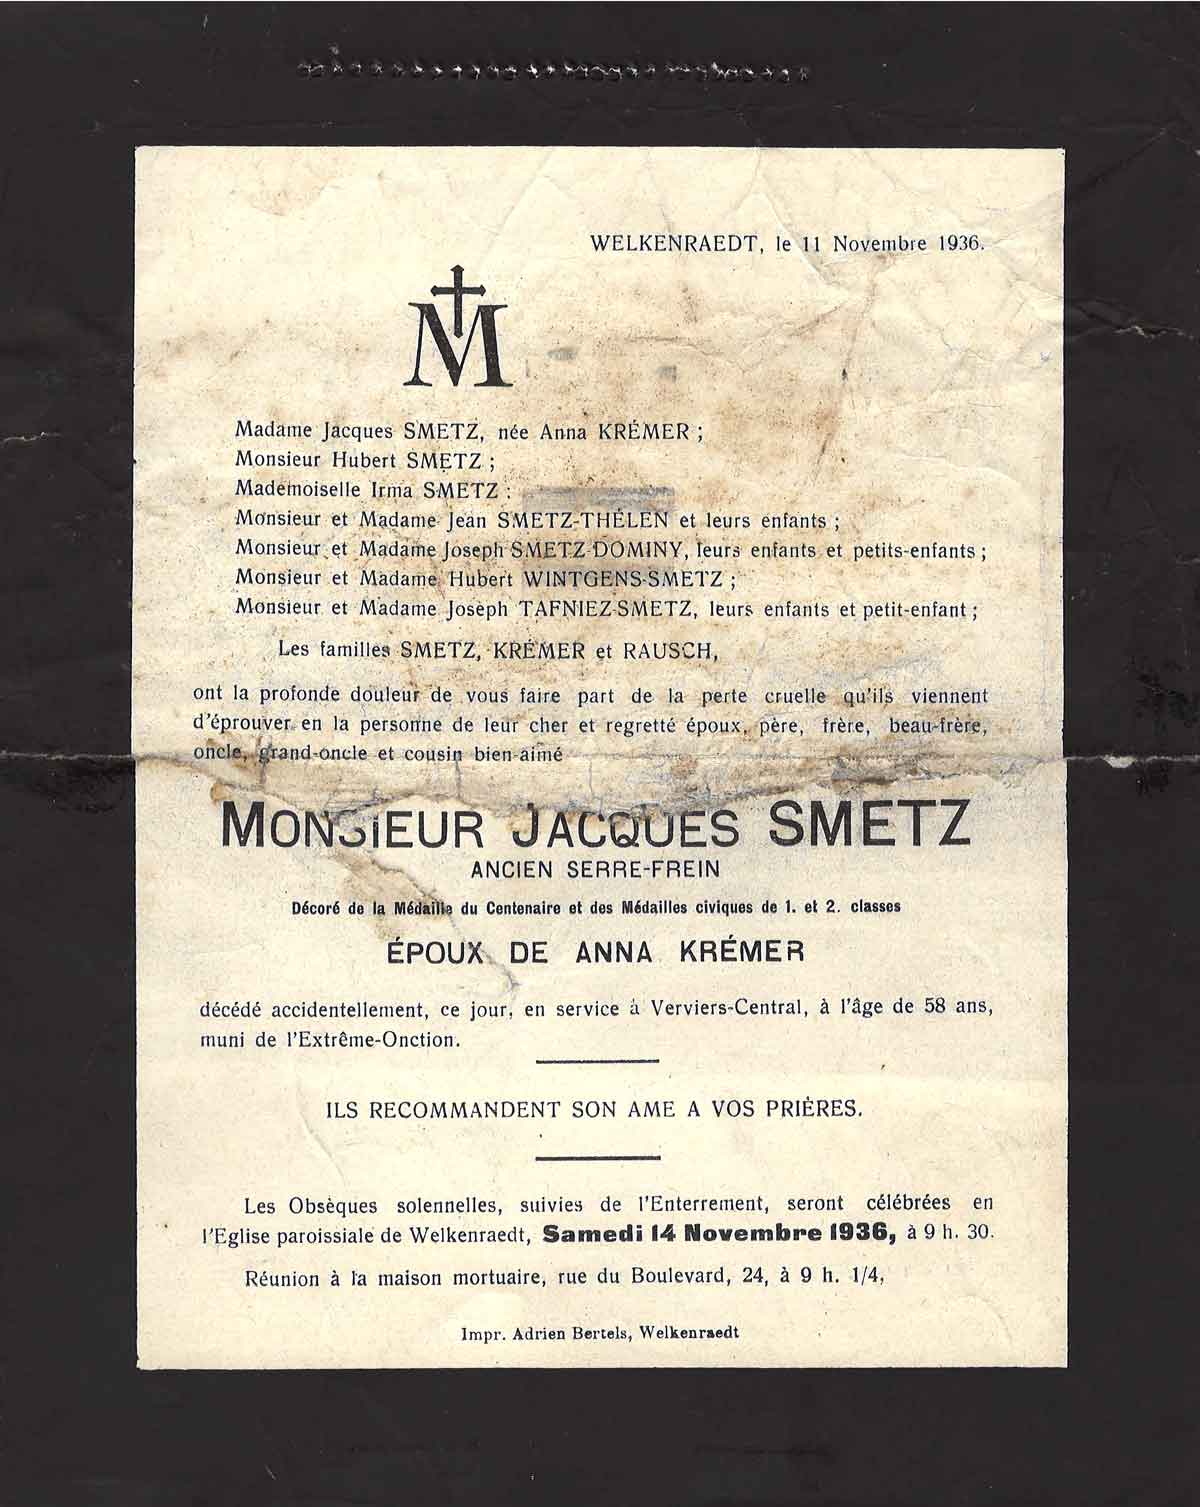 WELKENRAEDT, le 11 Novembre 1936.
M
Madame Jacques SMETZ, née Anna KRÉMER ;
Monsieur Hubert SMETZ ;
Mademoiselle Irma SMETZ :
Monsieur et Madame Jean SMETZ-THÉLEN et leurs enfants ;
Monsieur et Madame Joseph SMETZ-DOMINY, leurs enfants et petits-enfants ;
Monsieur et Madame Hubert WINTGENS-SMETZ ;
Monsieur et Madame Joseph TAFNIEZ-SMETZ, leurs enfants et petit-enfant ;
Les familles SMETZ, KRÉMER et RAUSCH,
ont la profonde douleur de vous faire part de la perte cruelle qu'ils viennent
d'éprouver en la personne de leur cher et regretté époux, père, frère, beau-frère,
oncle, grand-oncle et cousin bien-aimé
MONSIEUR JACQUES SMETZ
ANCIEN SERRE-FREIN
Décoré de la Médaille du Centenaire et des Médailles civiques de 1. et 2. classes
ÉPOUX DE ANNA KRÉMER
décédé accidentellement, ce jour, en service à Verviers-Central, à l'âge de 58 ans,
muni de l'Extrême-Onction.
ILS RECOMMANDENT SON AME A VOS PRIÈRES.
Les Obsèques solennelles, suivies de l'Enterrement, seront célébrées en
l'Eglise paroissiale de Welkenraedt, Samedi 14 Novembre 1936, à 9 h. 30.
Réunion à la maison mortuaire, rue du Boulevard, 24, à 9 h. 1/4,
Impr. Adrien Bertels, Welkenraedt